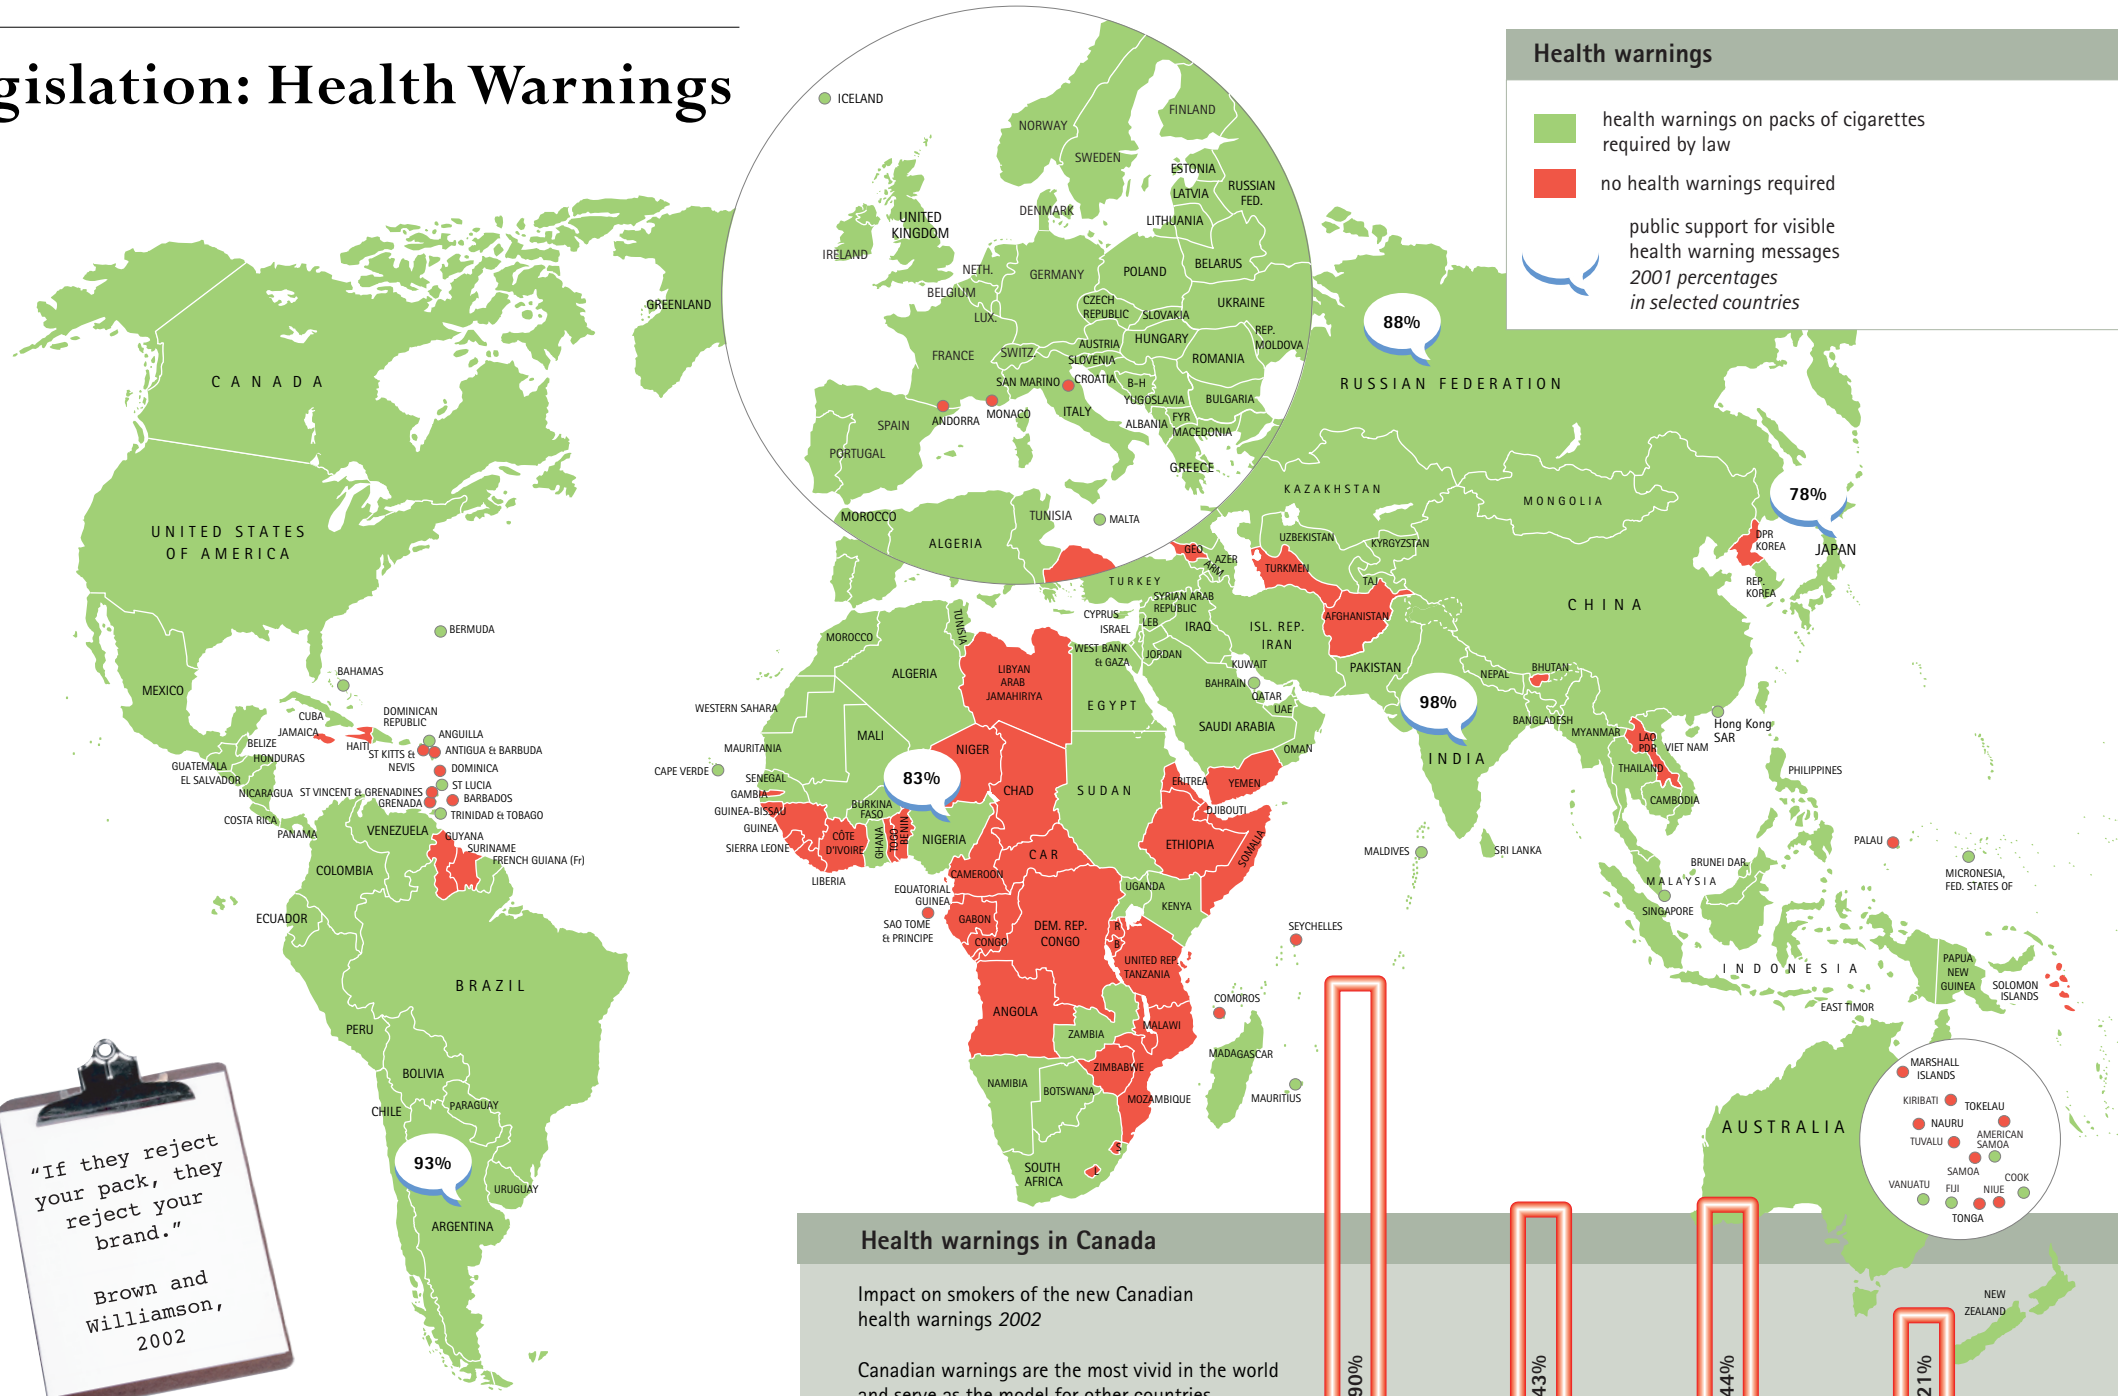 gislation: Health Warnings
Health warnings
health warnings on packs of cigarettes
required by law
no health warnings required
public support for visible
health warning messages
2001 percentages
in selected countries
ICELAND
NORWAY
FINLAND
SWEDEN
ESTONIA
LATVIA
RUSSIAN
FED.
LITHUANIA
DENMARK
UNITED
KINGDOM
IRELAND
NETH.
BELGIUM
LUX.
GERMANY
POLAND
BELARUS
CZECH
REPUBLIC
SLOVAKIA
UKRAINE
REP.
MOLDOVA
AUSTRIA
HUNGARY
SLOVENIA
ROMANIA
FRANCE
SWITZ.
SAN MARINO
CROATIA
B-H
YUGOSLAVIA
BULGARIA
ANDORRA
MONACO
ITALY
ALBANIA
FYR
MACEDONIA
SPAIN
PORTUGAL
GREECE
MOROCCO
ALGERIA
TUNISIA
MALTA
GREENLAND
CANADA
UNITED STATES
OF AMERICA
BERMUDA
BAHAMAS
MEXICO
CUBA
JAMAICA
DOMINICAN
REPUBLIC
HAITI
BELIZE
HONDURAS
GUATEMALA
EL SALVADOR
NICARAGUA
COSTA RICA
PANAMA
ANGUILLA
ST KITTS &
NEVIS
ANTIGUA & BARBUDA
DOMINICA
ST LUCIA
ST VINCENT & GRENADINES
BARBADOS
GRENADA
TRINIDAD & TOBAGO
VENEZUELA
GUYANA
SURINAME
FRENCH GUIANA (Fr)
COLOMBIA
ECUADOR
BRAZIL
PERU
BOLIVIA
CHILE
PARAGUAY
93%
URUGUAY
ARGENTINA
88%
RUSSIAN FEDERATION
KAZAKHSTAN
MONGOLIA
78%
DPR
KOREA
JAPAN
REP.
KOREA
UZBEKISTAN
KYRGYZSTAN
GEO
AZER
ARM
TURKMEN
TAJ.
TURKEY
SYRIAN ARAB
REPUBLIC
CYPRUS
LEB
ISRAEL
IRAQ
ISL. REP.
IRAN
AFGHANISTAN
CHINA
WEST BANK
& GAZA
JORDAN
KUWAIT
PAKISTAN
NEPAL
BHUTAN
BAHRAIN
QATAR
UAE
SAUDI ARABIA
OMAN
98%
INDIA
BANGLADESH
MYANMAR
LAO
PDR
VIET NAM
Hong Kong
SAR
THAILAND
CAMBODIA
PHILIPPINES
YEMEN
MALDIVES
SRI LANKA
BRUNEI DAR.
MALAYSIA
SINGAPORE
PALAU
MICRONESIA,
FED. STATES OF
INDONESIA
EAST TIMOR
PAPUA
NEW
GUINEA
SOLOMON
ISLANDS
MOROCCO
ALGERIA
TUNISIA
LIBYAN
ARAB
JAMAHIRIYA
EGYPT
WESTERN SAHARA
MAURITANIA
MALI
NIGER
CAPE VERDE
SENEGAL
GAMBIA
GUINEA-BISSAU
GUINEA
SIERRA LEONE
LIBERIA
CÔTE
D'IVOIRE
BURKINA
FASO
GHANA
TOGO
BENIN
83%
NIGERIA
CHAD
SUDAN
ERITREA
DJIBOUTI
ETHIOPIA
SOMALIA
CAR
CAMEROON
EQUATORIAL
GUINEA
SAO TOME
& PRINCIPE
GABON
CONGO
DEM. REP.
CONGO
UGANDA
KENYA
R
B
UNITED REP.
TANZANIA
SEYCHELLES
COMOROS
ANGOLA
ZAMBIA
MALAWI
ZIMBABWE
MOZAMBIQUE
MADAGASCAR
MAURITIUS
NAMIBIA
BOTSWANA
S
L
SOUTH
AFRICA
AUSTRALIA
MARSHALL
ISLANDS
KIRIBATI
TOKELAU
NAURU
TUVALU
AMERICAN
SAMOA
SAMOA
COOK
VANUATU
FIJI
NIUE
TONGA
NEW
ZEALAND
"If they reject
your pack, they
reject your
brand."
Brown and
Williamson,
2002
Health warnings in Canada
Impact on smokers of the new Canadian
health warnings 2002
Canadian warnings are the most vivid in the world
and serve as the model for other countries
90%
43%
44%
21%